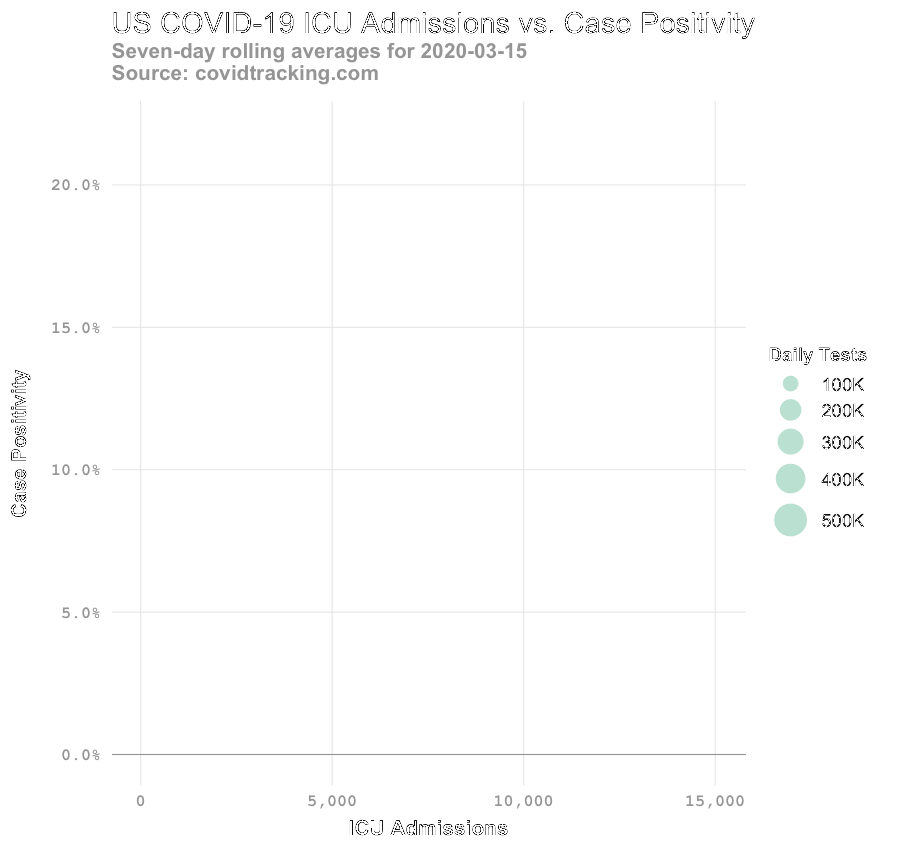 US COVID-19 ICU Admissions vs. Case Positivity
Seven-day rolling averages for 2020-03-15
Source: covidtracking.com
20.0%
15.0%
10.0%
5.0%
0.0%
Case Positivity
0
5,000
10,000
15,000
ICU Admissions
Daily Tests
100K
200K
300K
400K
500K